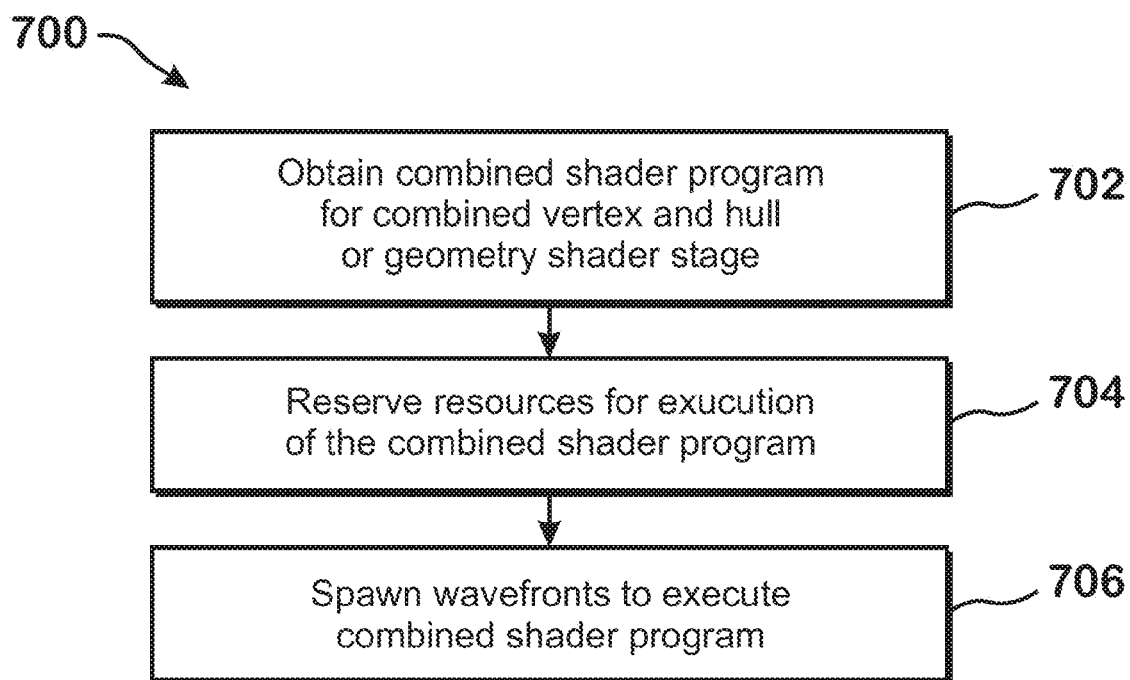 700
Obtain combined shader program
for combined vertex and hull
or geometry shader stage
702
Reserve resources for exucution
of the combined shader program
704
Spawn wavefronts to execute
combined shader program
706